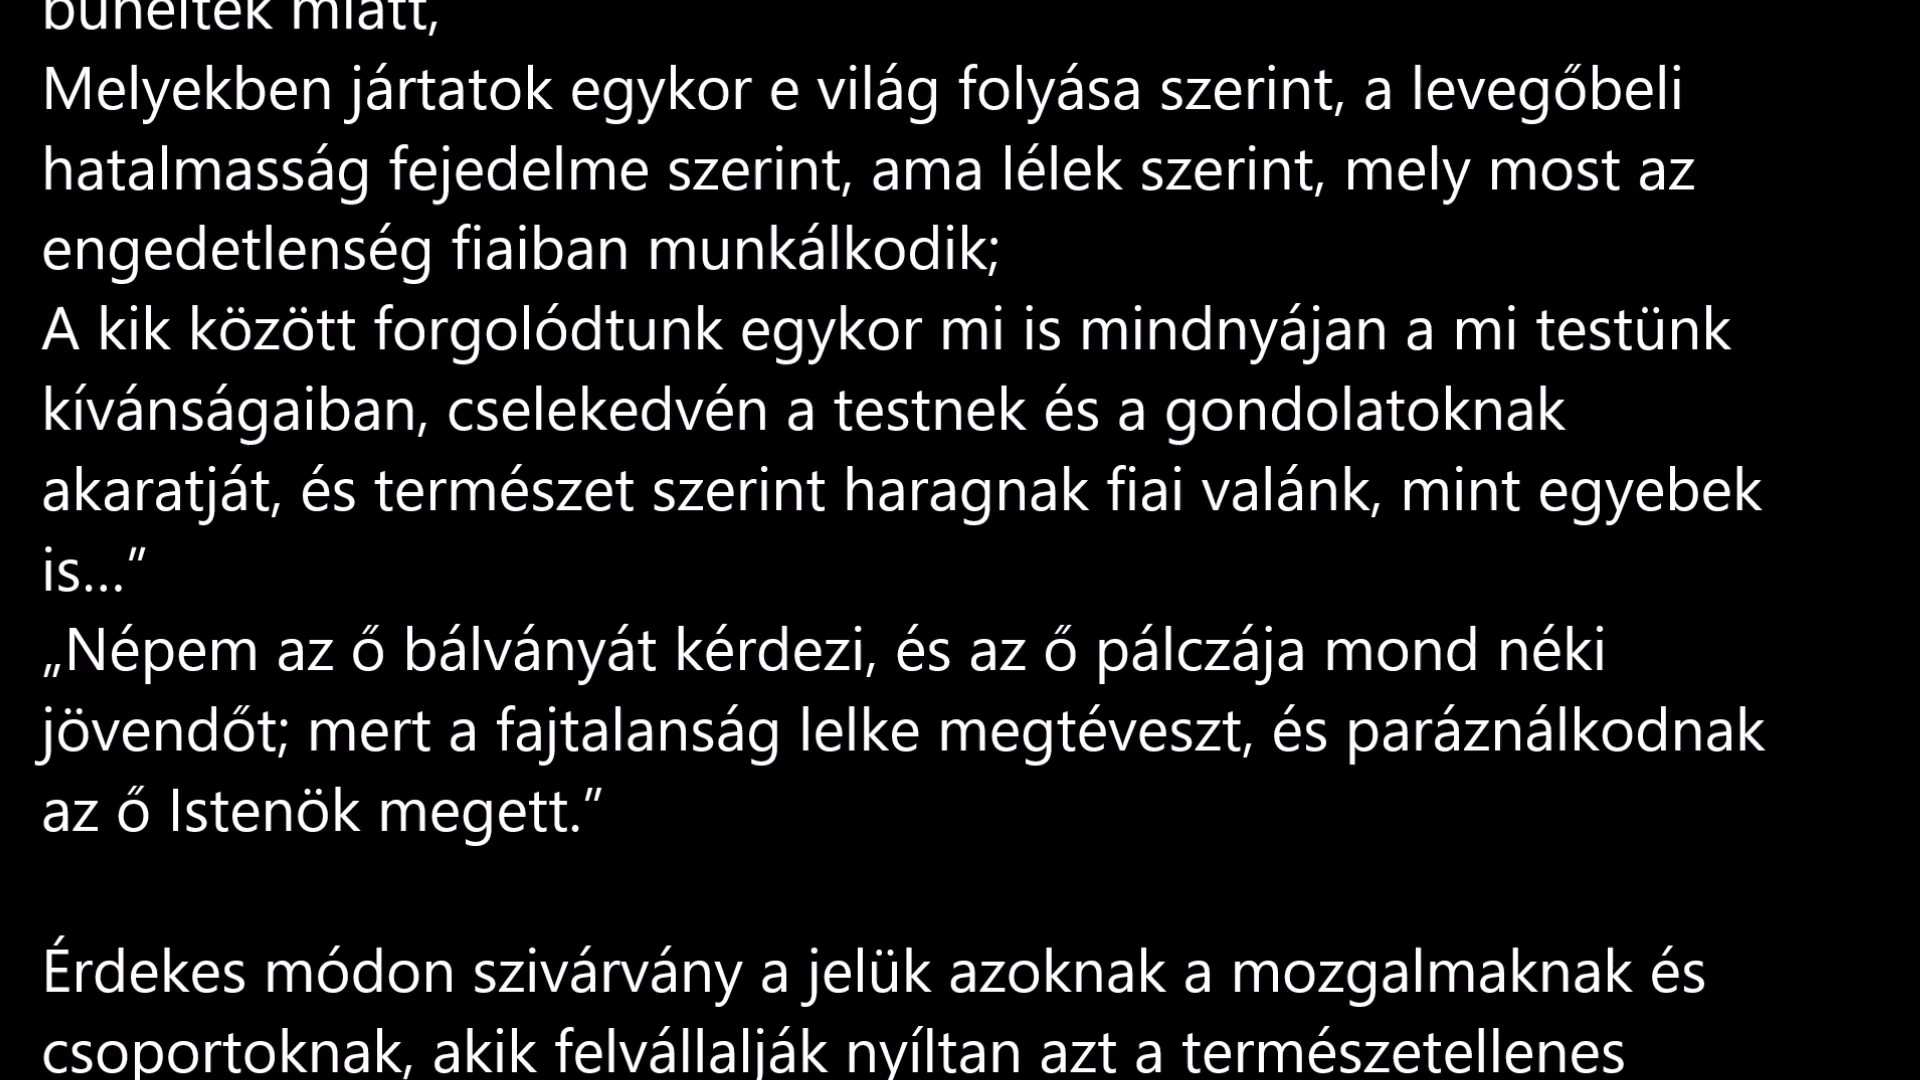 bűneitek miatt,
Melyekben jártatok egykor e világ folyása szerint, a levegőbeli
hatalmasság fejedelme szerint, ama lélek szerint, mely most az
engedetlenség fiaiban munkálkodik;
A kik között forgolódtunk egykor mi is mindnyájan a mi testünk
kívánságaiban, cselekedvén a testnek és a gondolatoknak
akaratját, és természet szerint haragnak fiai valánk, mint egyebek
is…”
„Népem az ő bálványát kérdezi, és az ő pálczája mond néki
jövendőt; mert a fajtalanság lelke megtéveszt, és paráználkodnak
az ő Istenök megett.”
Érdekes módon szivárvány a jelük azoknak a mozgalmaknak és
csoportoknak, akik felvállalják nyíltan azt a természetellenes